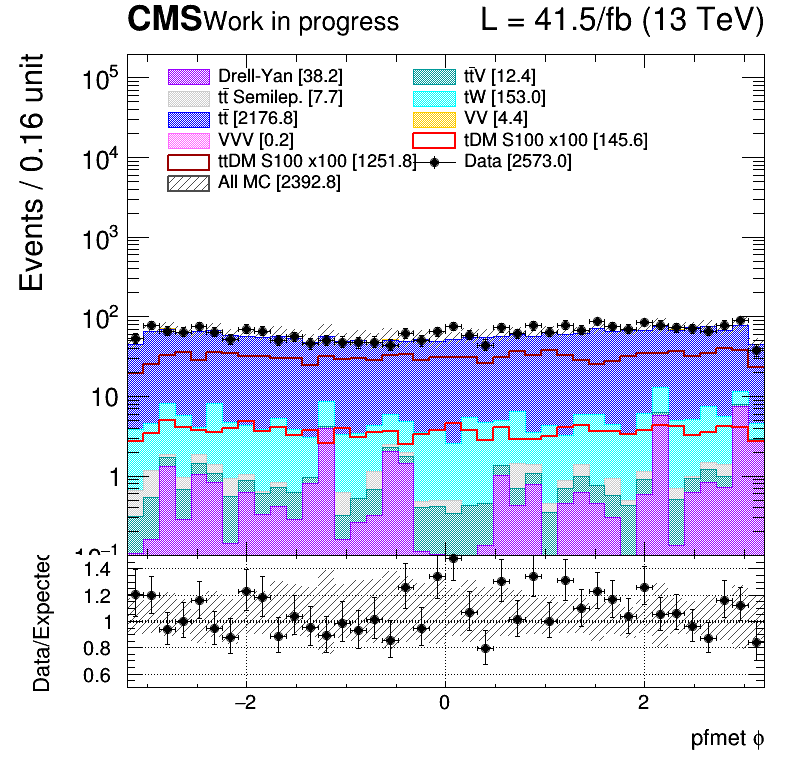 CMS Work in progress L = 41.5/fb (13 TeV)
Events / 0.16 unit
10⁵
10⁴
10³
10²
10
1
10⁻¹
Drell-Yan [38.2]
tt̄V [12.4]
tt̄ Semilep. [7.7]
tW [153.0]
tt̄ [2176.8]
VV [4.4]
VVV [0.2]
tDM S100 x100 [145.6]
ttDM S100 x100 [1251.8]
Data [2573.0]
All MC [2392.8]
Data/Expected
1.4
1.2
1
0.8
0.6
−2
0
2
pfmet ϕ